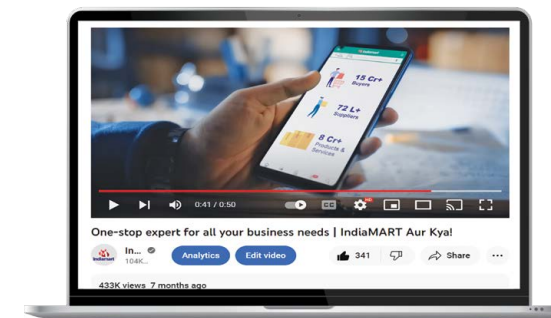 indiamart
15 Cr+
Buyers
72 L+
Suppliers
8 Cr+
Products &
Services
0:41 / 0:50
CC
HD
One-stop expert for all your business needs | IndiaMART Aur Kya!
In...
indiamart
104K...
Analytics
Edit video
341
Share
433K views 7 months ago